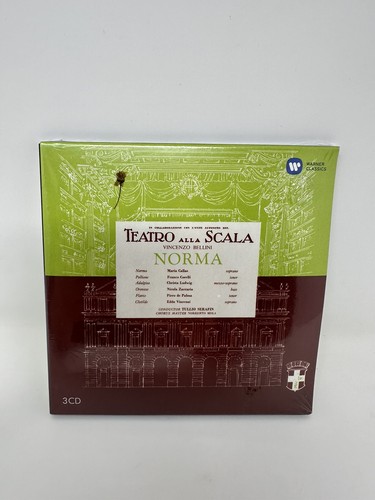 WARNER
CLASSICS
IN COLLABORAZIONE CON L'ENTE AUTONOMO DEL
TEATRO ALLA SCALA
VINCENZO BELLINI
NORMA
Norma Maria Callas soprano
Pollione Franco Corelli tenor
Adalgisa Christa Ludwig mezzo-soprano
Oroveso Nicola Zaccaria bass
Flavio Piero de Palma tenor
Clotilde Edda Vincenzi soprano
CONDUCTOR TULLIO SERAFIN
CHORUS MASTER NORBERTO MOLA
3CD